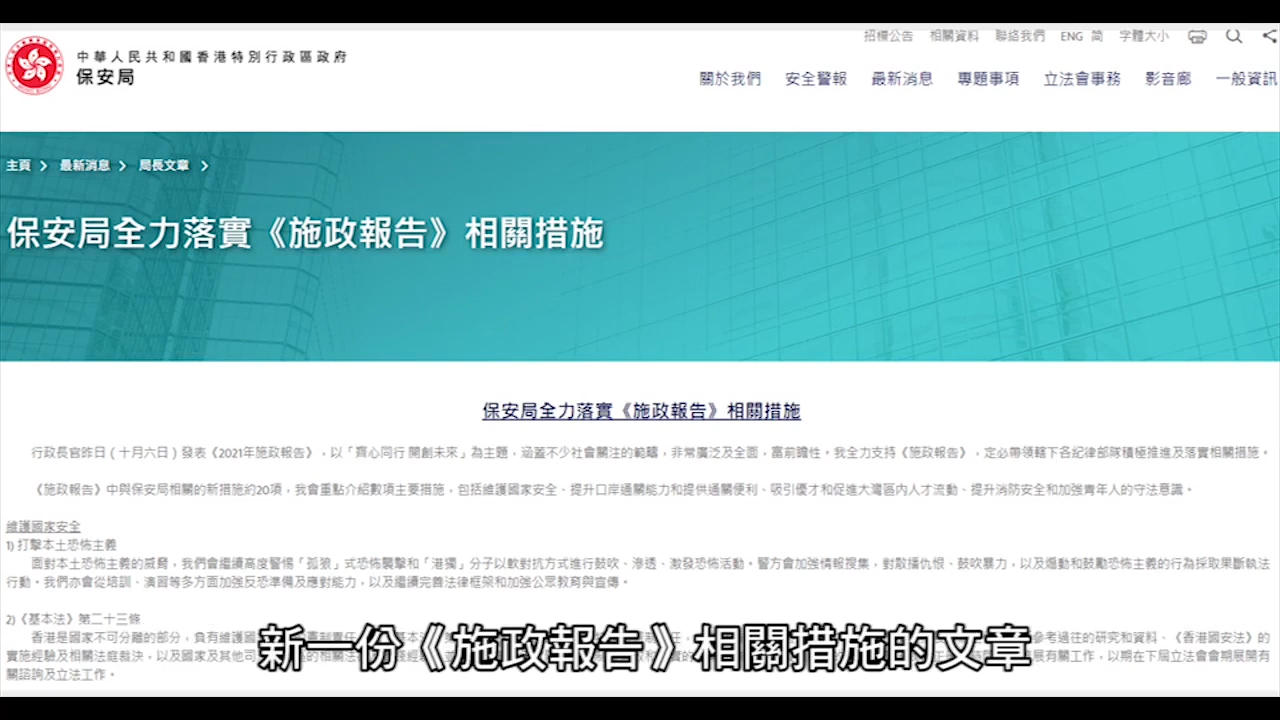 招標公告 相關資料 聯絡我們 ENG 简 字體大小
中華人民共和國香港特別行政區政府
保安局
關於我們 安全警報 最新消息 專題事項 立法會事務 影音廊 一般資訊
主頁 > 最新消息 > 局長文章 >
保安局全力落實《施政報告》相關措施
保安局全力落實《施政報告》相關措施
行政長官昨日（十月六日）發表《2021年施政報告》，以「齊心同行 開創未來」為主題，涵蓋不少社會關注的範疇，非常廣泛及全面，富前瞻性。我全力支持《施政報告》，定必帶領轄下各紀律部隊積極推進及落實相關措施。
《施政報告》中與保安局相關的新措施約20項，我會重點介紹數項主要措施，包括維護國家安全、提升口岸通關能力和提供通關便利、吸引優才和促進大灣區內人才流動、提升消防安全和加強青年人的守法意識。
維護國家安全
1) 打擊本土恐怖主義
面對本土恐怖主義的威脅，我們會繼續高度警惕「孤狼」式恐怖襲擊和「港獨」分子以軟對抗方式進行鼓吹、滲透、激發恐怖活動。警方會加強情報搜集，對散播仇恨、鼓吹暴力，以及煽動和鼓勵恐怖主義的行為採取果斷執法
行動。我們亦會從培訓、演習等多方面加強反恐準備及應對能力，以及繼續完善法律框架和加強公眾教育與宣傳。
2)《基本法》第二十三條
香港是國家不可分離的部分，負有維護國 參考過往的研究和資料、《香港國安法》的
實施經驗及相關法庭裁決，以及國家及其他司 展有關工作，以期在下屆立法會會期展開有
關諮詢及立法工作。
新一份《施政報告》相關措施的文章